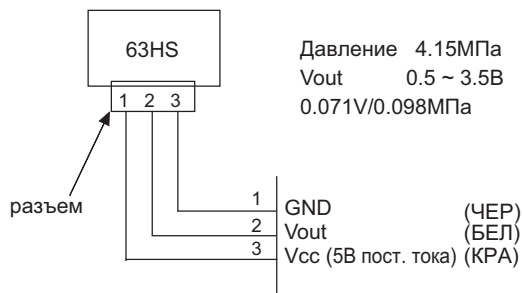 63HS
1 2 3
Давление 4.15МПа
Vout 0.5 ~ 3.5В
0.071V/0.098МПа
разъем
1 GND (ЧЕР)
2 Vout (БЕЛ)
3 Vcc (5В пост. тока) (КРА)